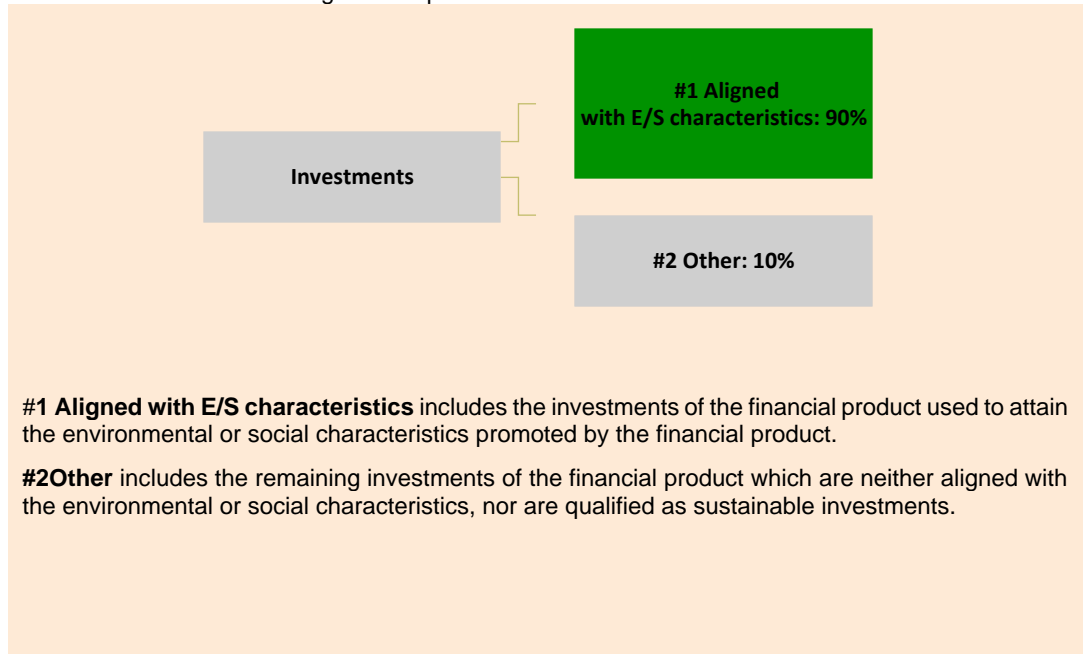 #1 Aligned
with E/S characteristics: 90%
Investments
#2 Other: 10%
#1 Aligned with E/S characteristics includes the investments of the financial product used to attain
the environmental or social characteristics promoted by the financial product.
#2Other includes the remaining investments of the financial product which are neither aligned with
the environmental or social characteristics, nor are qualified as sustainable investments.